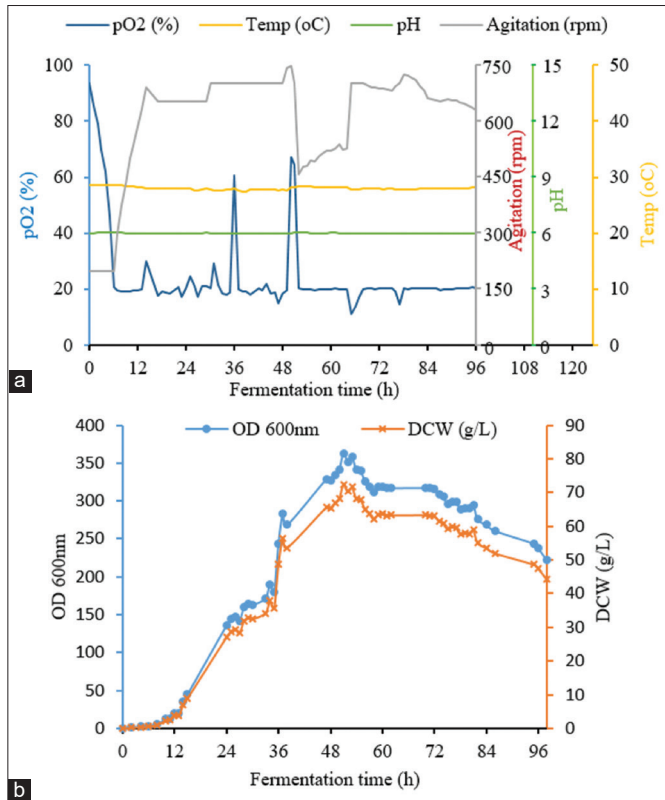 pO2 (%) Temp (oC) pH Agitation (rpm)
100 750 15 50
80 600 12 40
60 450 9 30
40 300 6 20
20 150 3 10
0 0 0 0
pO2 (%)
Agitation (rpm)
pH
Temp (oC)
0 12 24 36 48 60 72 84 96 108 120
Fermentation time (h)
a
OD 600nm DCW (g/L)
400 90
350 80
300 70
250 60
200 50
150 40
100 30
50 20
0 10
0
OD 600nm
DCW (g/L)
0 12 24 36 48 60 72 84 96
Fermentation time (h)
b